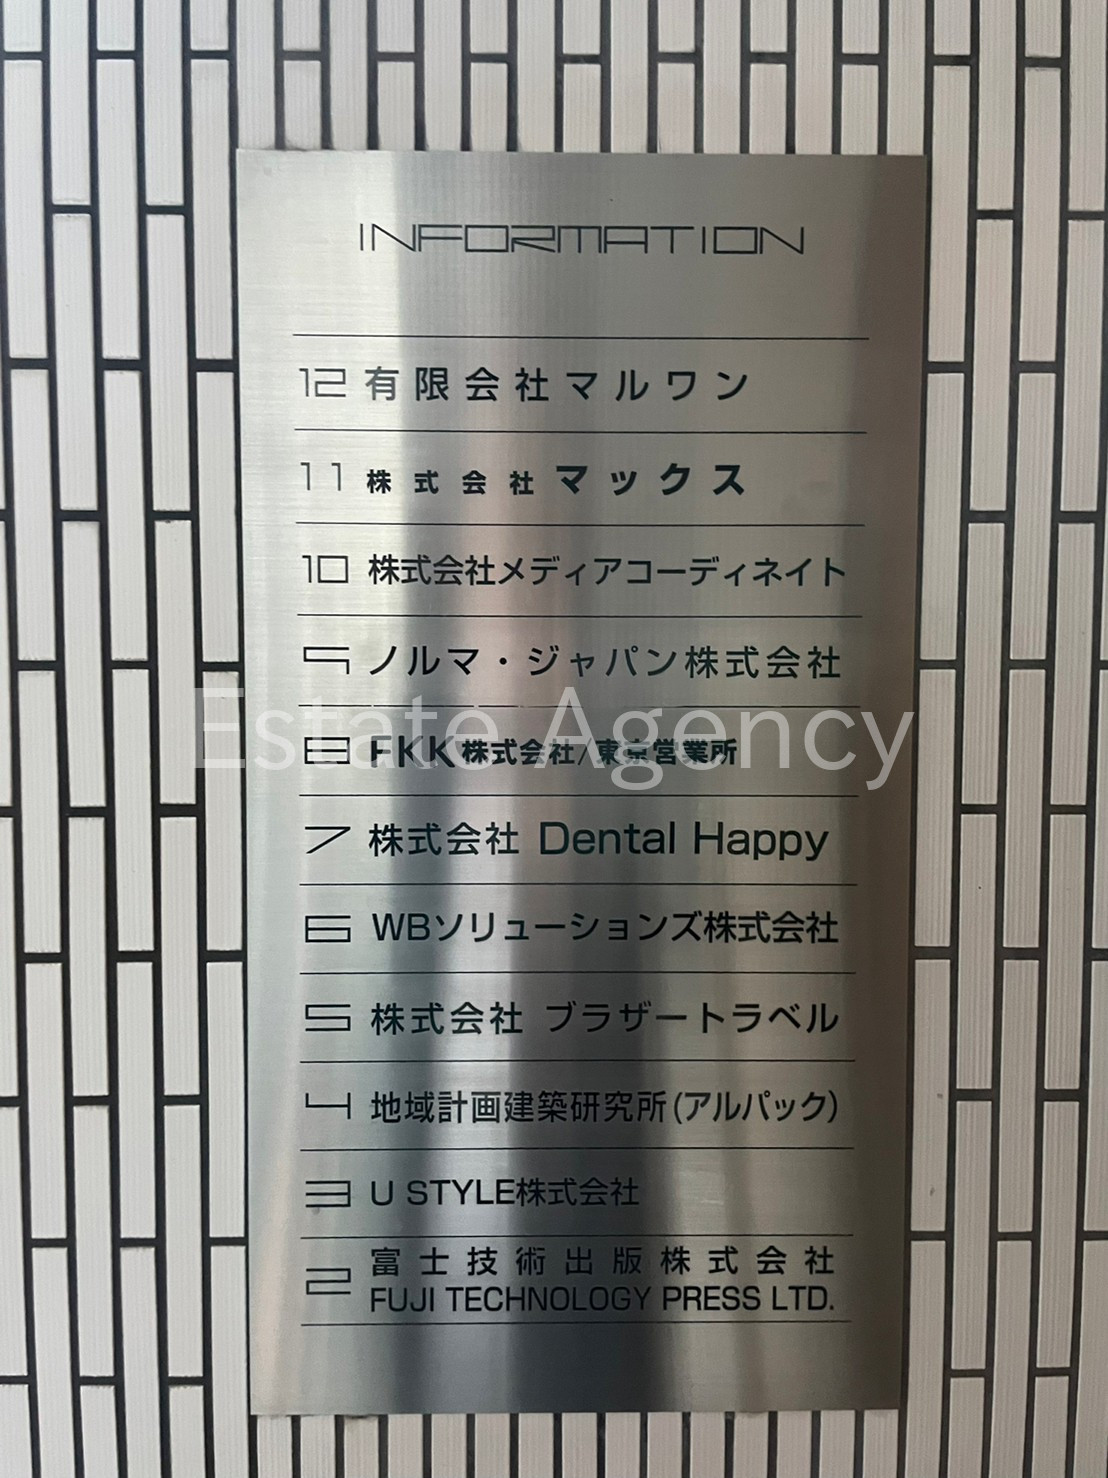 INFORMATION
12 有限会社マルワン
11 株式会社 マックス
10 株式会社メディアコーディネイト
9 ノルマ・ジャパン株式会社
8 FKK株式会社/東京営業所
Estate Agency
7 株式会社 Dental Happy
6 WBソリューションズ株式会社
5 株式会社 ブラザートラベル
4 地域計画建築研究所(アルパック)
3 U STYLE株式会社
2 富士技術出版株式会社
FUJI TECHNOLOGY PRESS LTD.